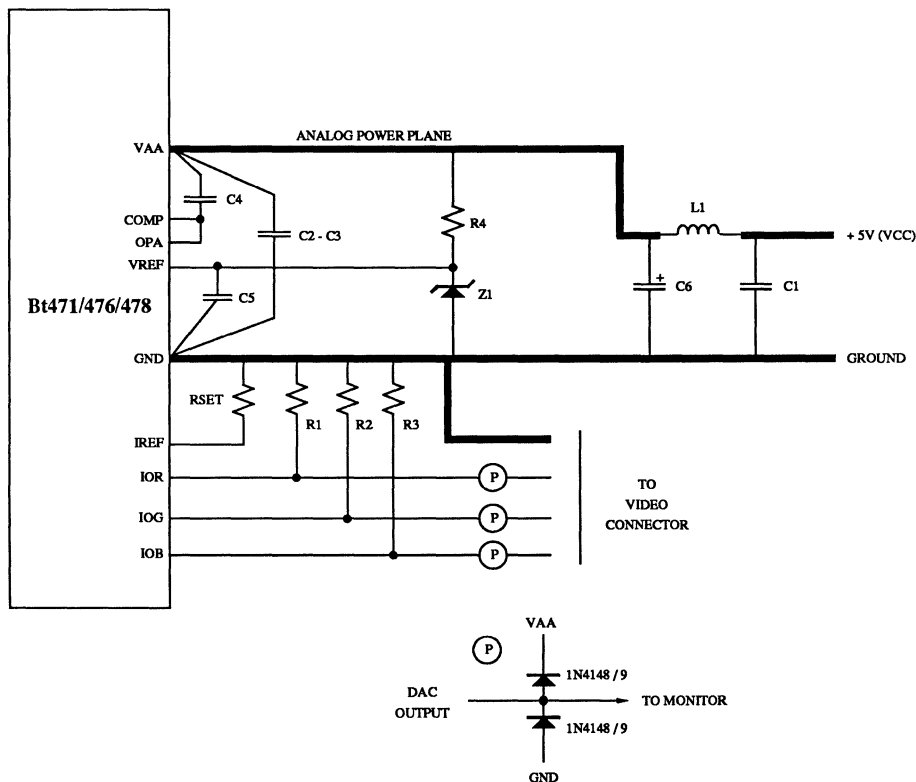 ANALOG POWER PLANE
VAA
C4
R4
L1
COMP
C2 - C3
+ 5V (VCC)
OPA
VREF
+
C6
C1
C5
Z1
Bt471/476/478
GND
GROUND
RSET
R1
R2
R3
IREF
IOR
P
TO
VIDEO
CONNECTOR
IOG
P
IOB
P
VAA
P
1N4148 / 9
DAC
OUTPUT
TO MONITOR
1N4148 / 9
GND